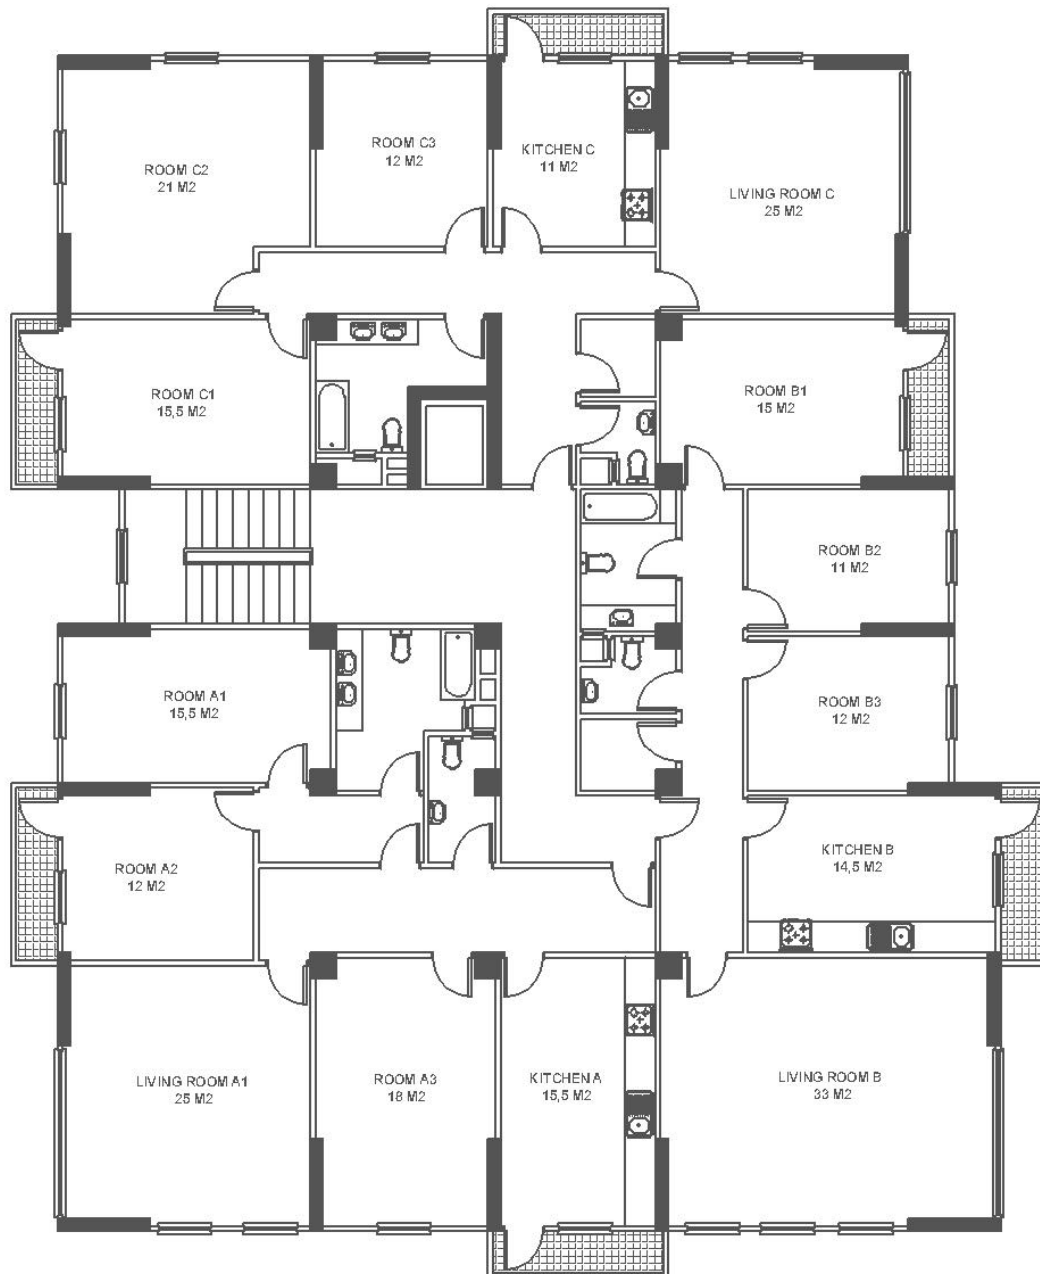 ROOM C2
21 M2
ROOM C3
12 M2
KITCHEN C
11 M2
LIVING ROOM C
25 M2
ROOM C1
15,5 M2
ROOM B1
15 M2
ROOM B2
11 M2
ROOM A1
15,5 M2
ROOM B3
12 M2
ROOM A2
12 M2
KITCHEN B
14,5 M2
LIVING ROOM A1
25 M2
ROOM A3
18 M2
KITCHEN A
15,5 M2
LIVING ROOM B
33 M2